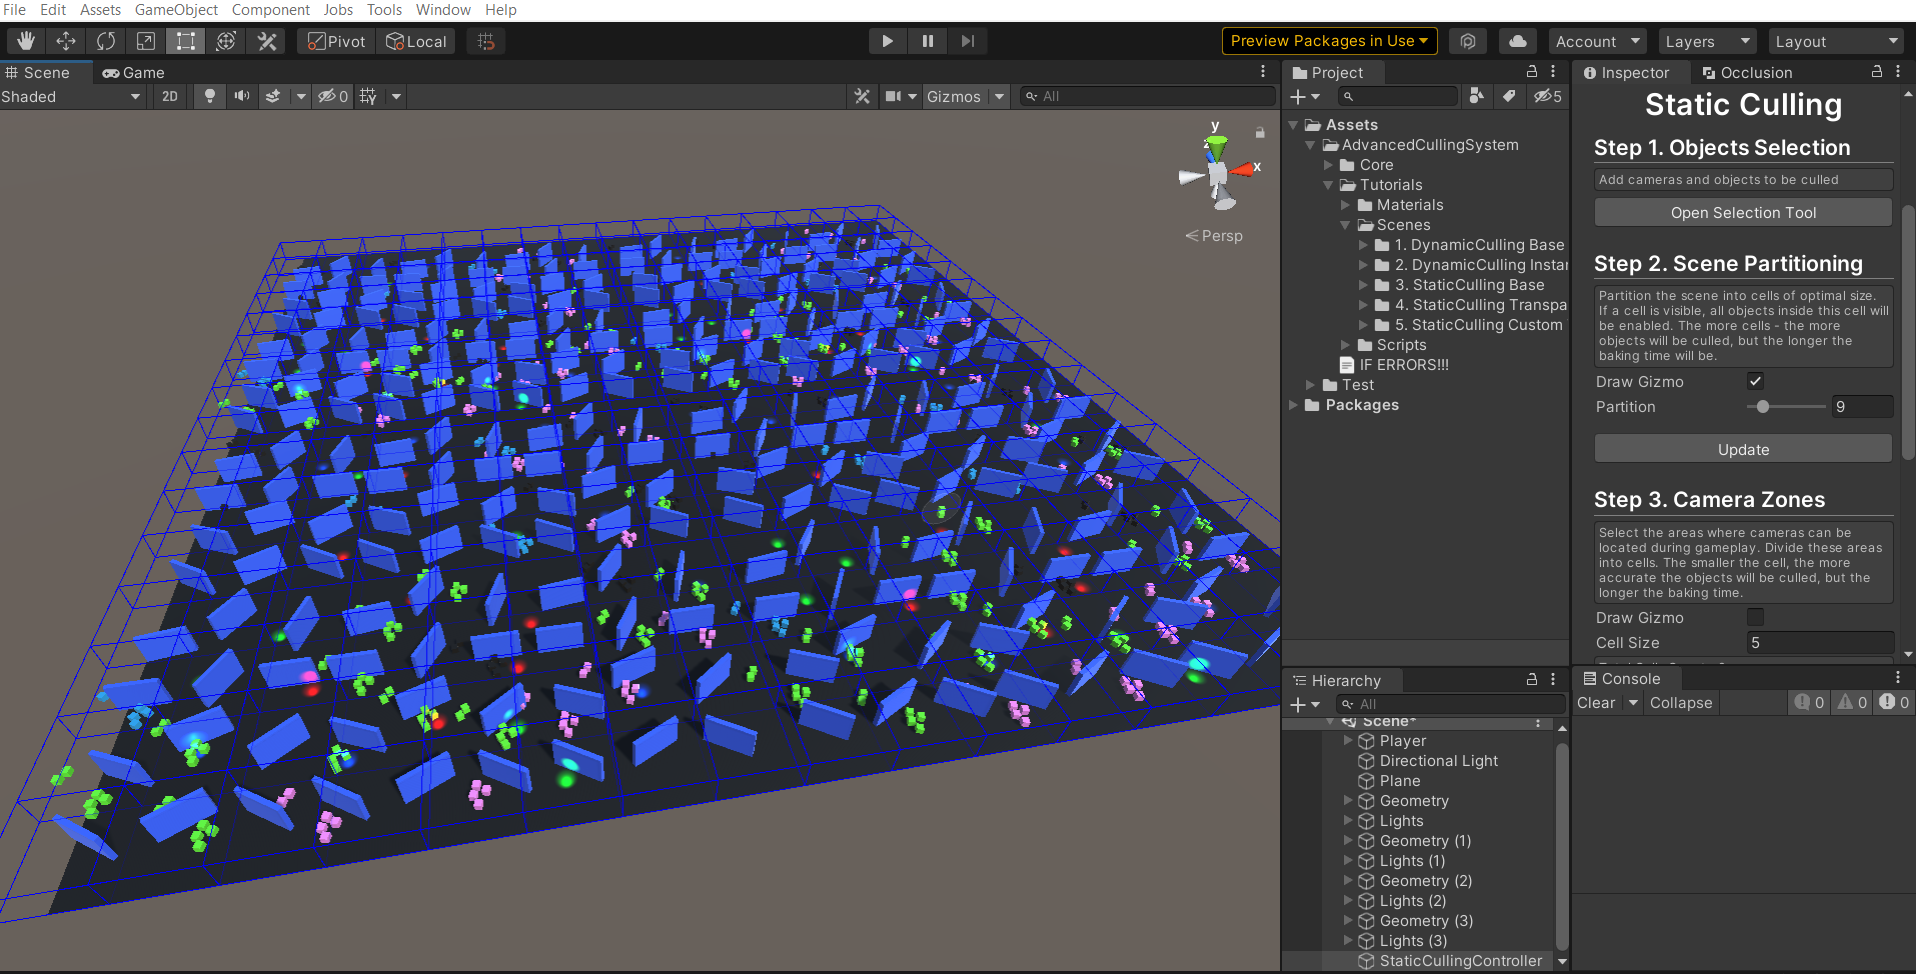 File Edit Assets GameObject Component Jobs Tools Window Help
Pivot Local Preview Packages in Use Account Layers Layout
Scene Game
Shaded 2D 0 Gizmos All
y
x
Persp
Project
5
Assets
AdvancedCullingSystem
Core
Tutorials
Materials
Scenes
1. DynamicCulling Base
2. DynamicCulling Instar
3. StaticCulling Base
4. StaticCulling Transpa
5. StaticCulling Custom
Scripts
IF ERRORS!!!
Test
Packages
Hierarchy
All
Scene*
Player
Directional Light
Plane
Geometry
Lights
Geometry (1)
Lights (1)
Geometry (2)
Lights (2)
Geometry (3)
Lights (3)
StaticCullingController
Inspector Occlusion
Static Culling
Step 1. Objects Selection
Add cameras and objects to be culled
Open Selection Tool
Step 2. Scene Partitioning
Partition the scene into cells of optimal size.
If a cell is visible, all objects inside this cell will
be enabled. The more cells - the more
objects will be culled, but the longer the
baking time will be.
Draw Gizmo
Partition 9
Update
Step 3. Camera Zones
Select the areas where cameras can be
located during gameplay. Divide these areas
into cells. The smaller the cell, the more
accurate the objects will be culled, but the
longer the baking time.
Draw Gizmo
Cell Size 5
Console
Clear Collapse 0 0 0